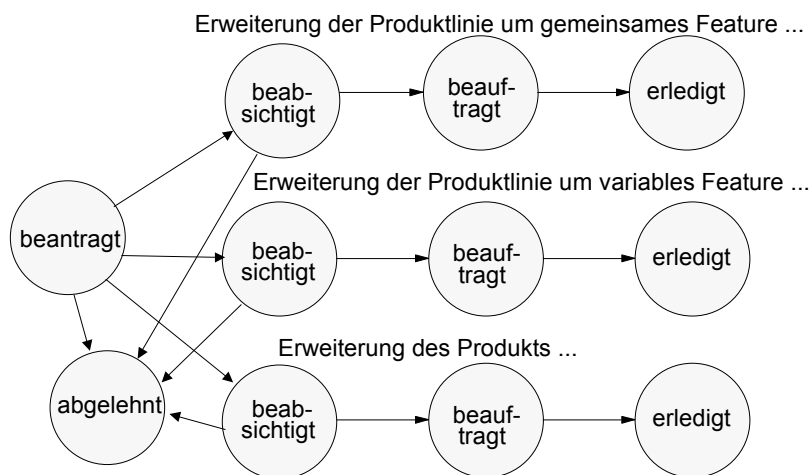 Erweiterung der Produktlinie um gemeinsames Feature ...
beab-
sichtigt
beauf-
tragt
erledigt
Erweiterung der Produktlinie um variables Feature ...
beantragt
beab-
sichtigt
beauf-
tragt
erledigt
Erweiterung des Produkts ...
abgelehnt
beab-
sichtigt
beauf-
tragt
erledigt